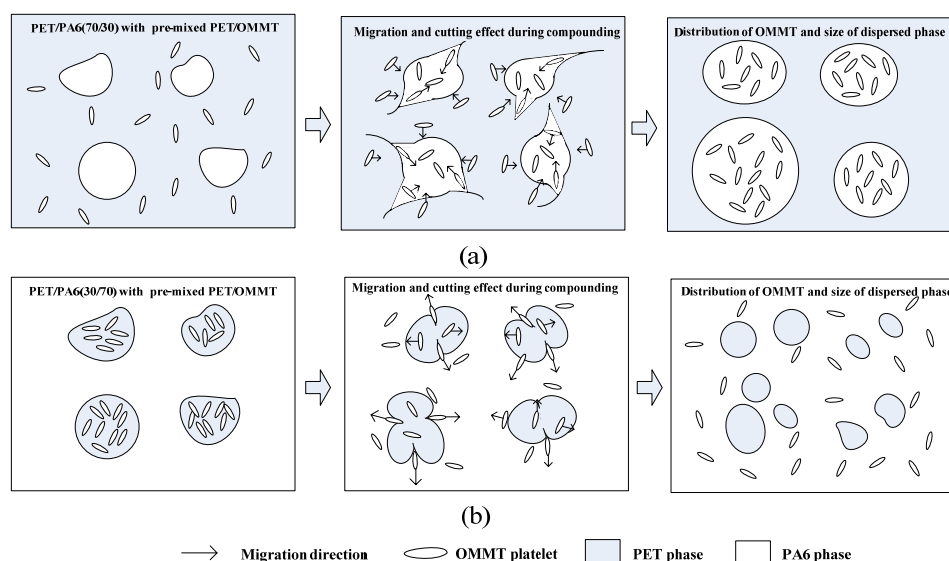 PET/PA6(70/30) with pre-mixed PET/OMMT
Migration and cutting effect during compounding
Distribution of OMMT and size of dispersed phase
(a)
PET/PA6(30/70) with pre-mixed PET/OMMT
Migration and cutting effect during compounding
Distribution of OMMT and size of dispersed phase
(b)
Migration direction
OMMT platelet
PET phase
PA6 phase